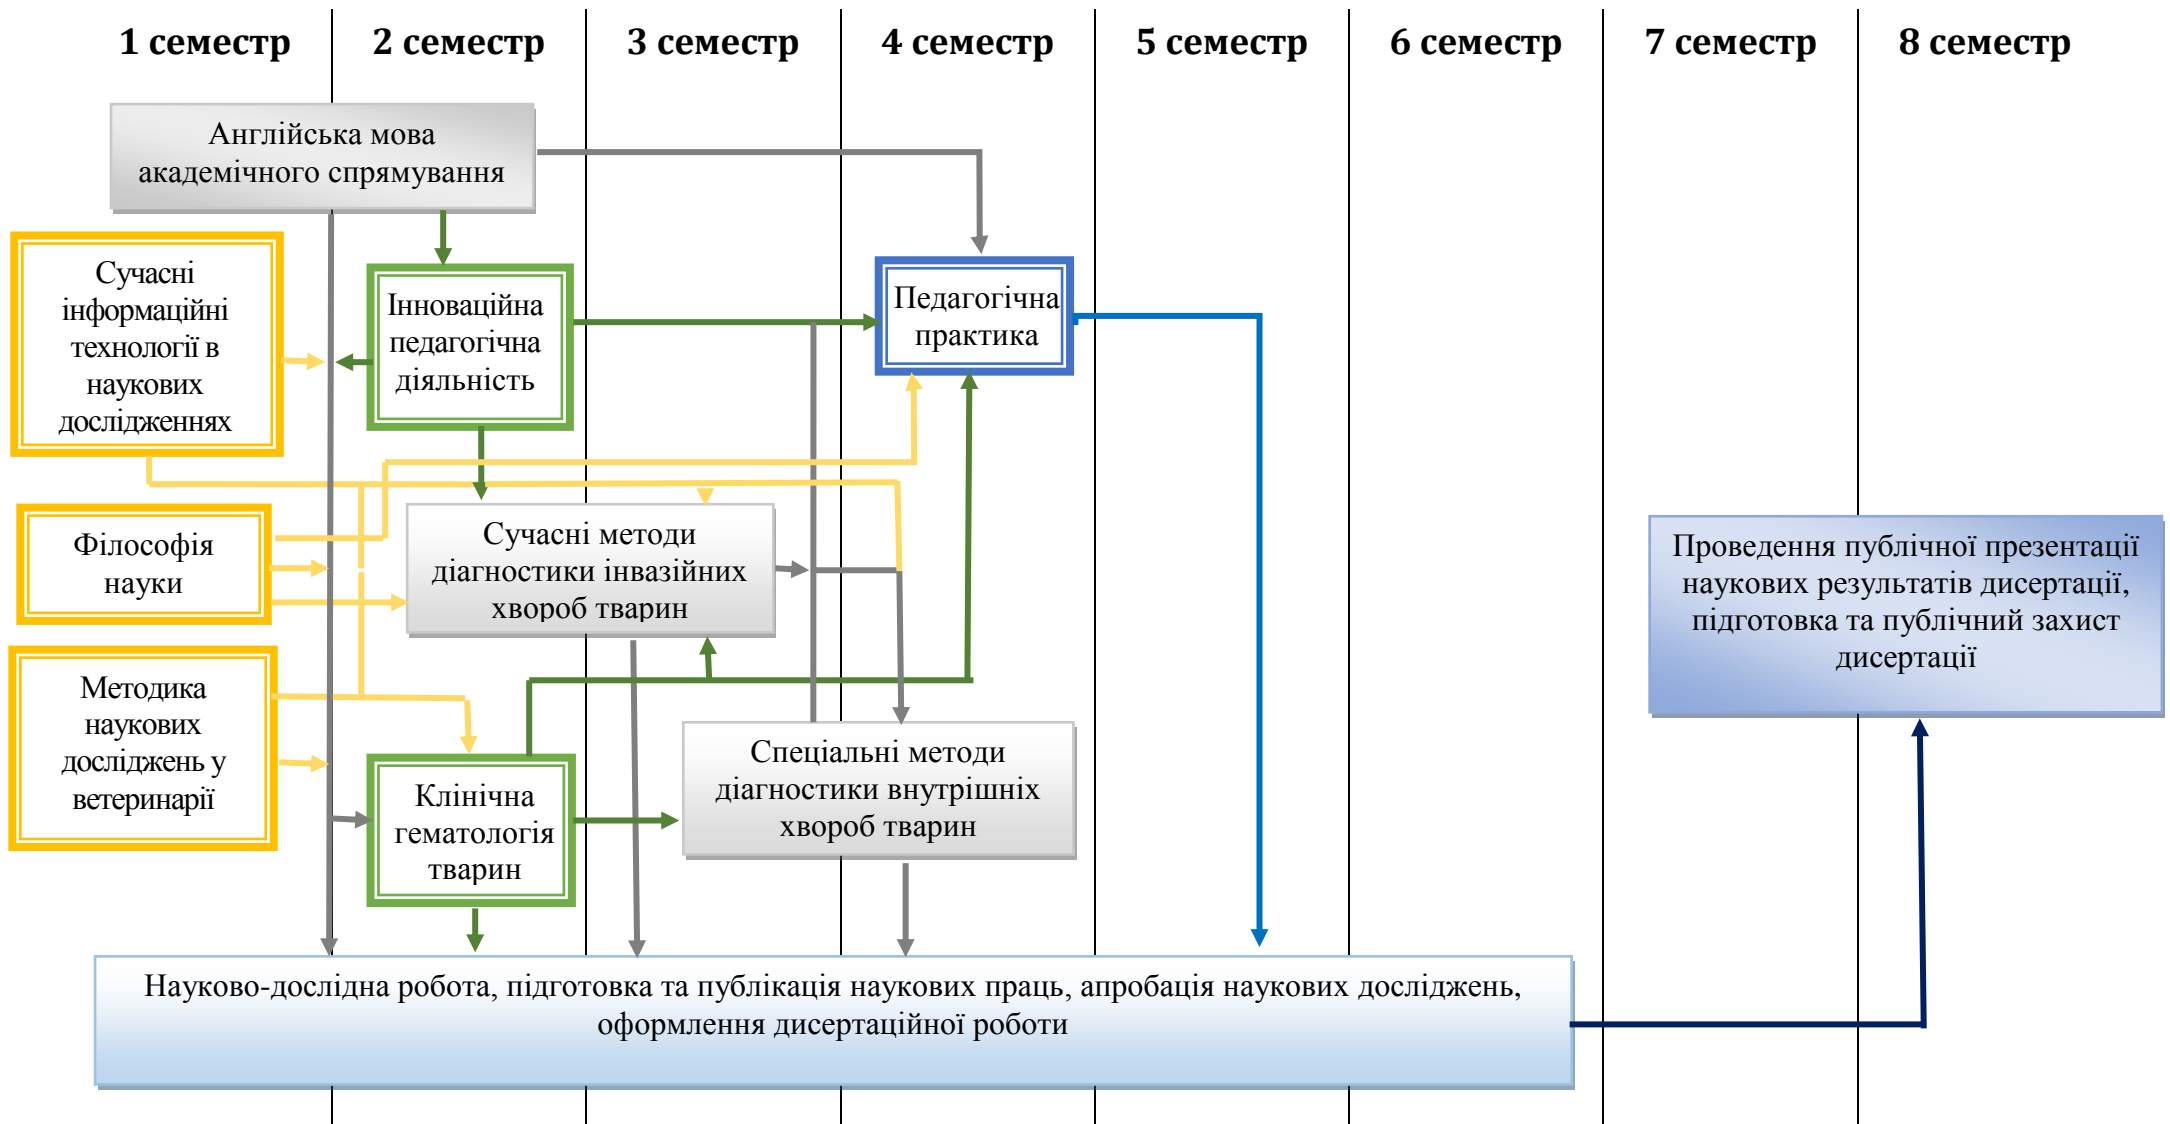 1 семестр
2 семестр
3 семестр
4 семестр
5 семестр
6 семестр
7 семестр
8 семестр
Англійська мова
академічного спрямування
Сучасні
інформаційні
технології в
наукових
дослідженнях
Інноваційна
педагогічна
діяльність
Педагогічна
практика
Філософія
науки
Сучасні методи
діагностики інвазійних
хвороб тварин
Проведення публічної презентації
наукових результатів дисертації,
підготовка та публічний захист
дисертації
Методика
наукових
досліджень у
ветеринарії
Клінічна
гематологія
тварин
Спеціальні методи
діагностики внутрішніх
хвороб тварин
Науково-дослідна робота, підготовка та публікація наукових праць, апробація наукових досліджень,
оформлення дисертаційної роботи